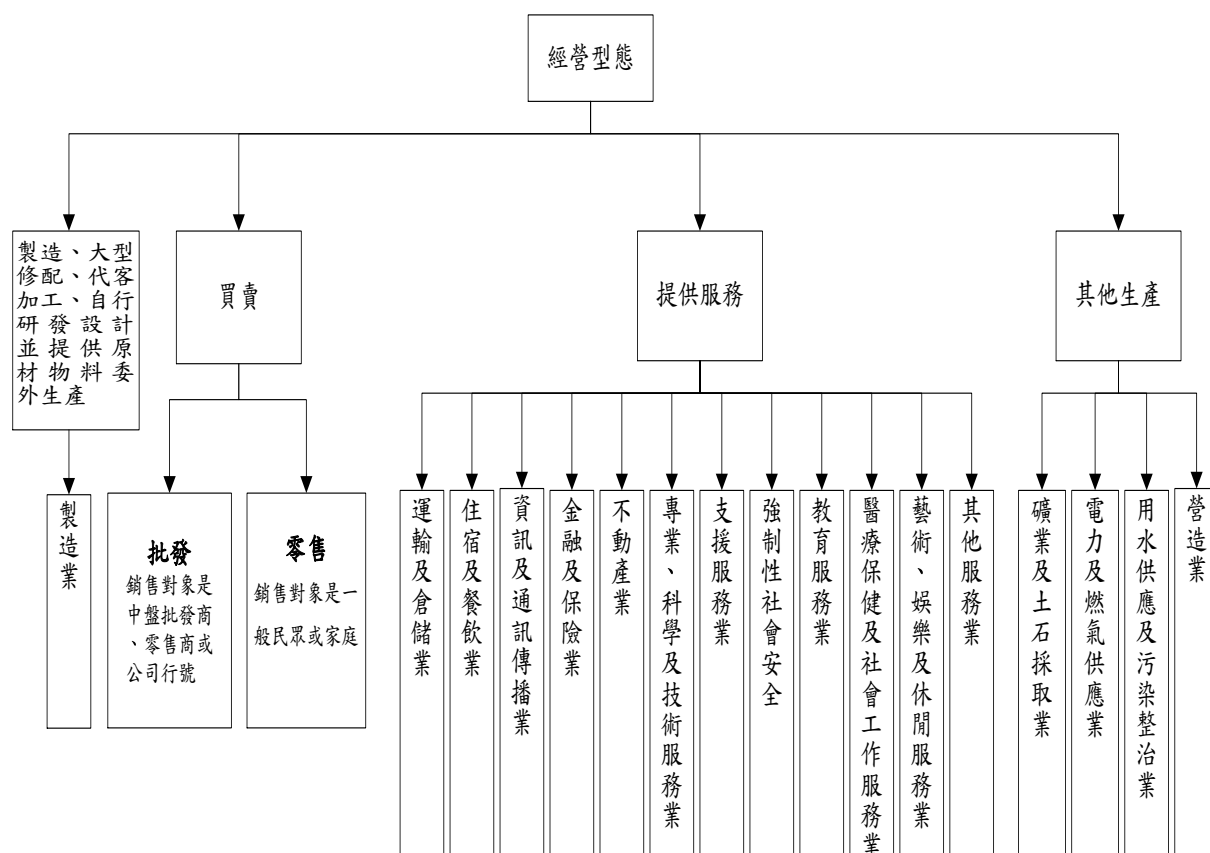 經營型態
製造、大型
修配、代客
加工、自行
研發設計
並提供原
材物料委
外生產
買賣
提供服務
其他生產
製造業
批發
銷售對象是
中盤批發商
、零售商或
公司行號
零售
銷售對象是一
般民眾或家庭
運輸及倉儲業
住宿及餐飲業
資訊及通訊傳播業
金融及保險業
不動產業
專業、科學及技術服務業
支援服務業
強制性社會安全
教育服務業
醫療保健及社會工作服務業
藝術、娛樂及休閒服務業
其他服務業
礦業及土石採取業
電力及燃氣供應業
用水供應及污染整治業
營造業